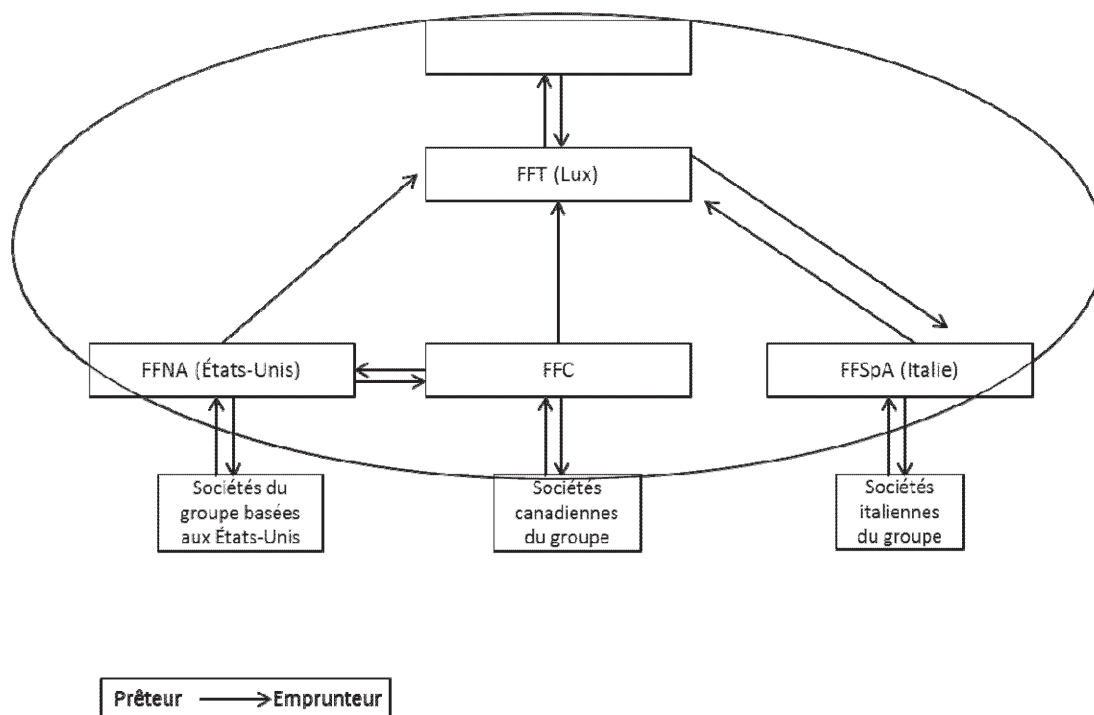 FFT (Lux)
FFNA (États-Unis)
FFC
FFSpA (Italie)
Sociétés du
groupe basées
aux États-Unis
Sociétés
canadiennes
du groupe
Sociétés
italiennes
du groupe
Prêteur Emprunteur